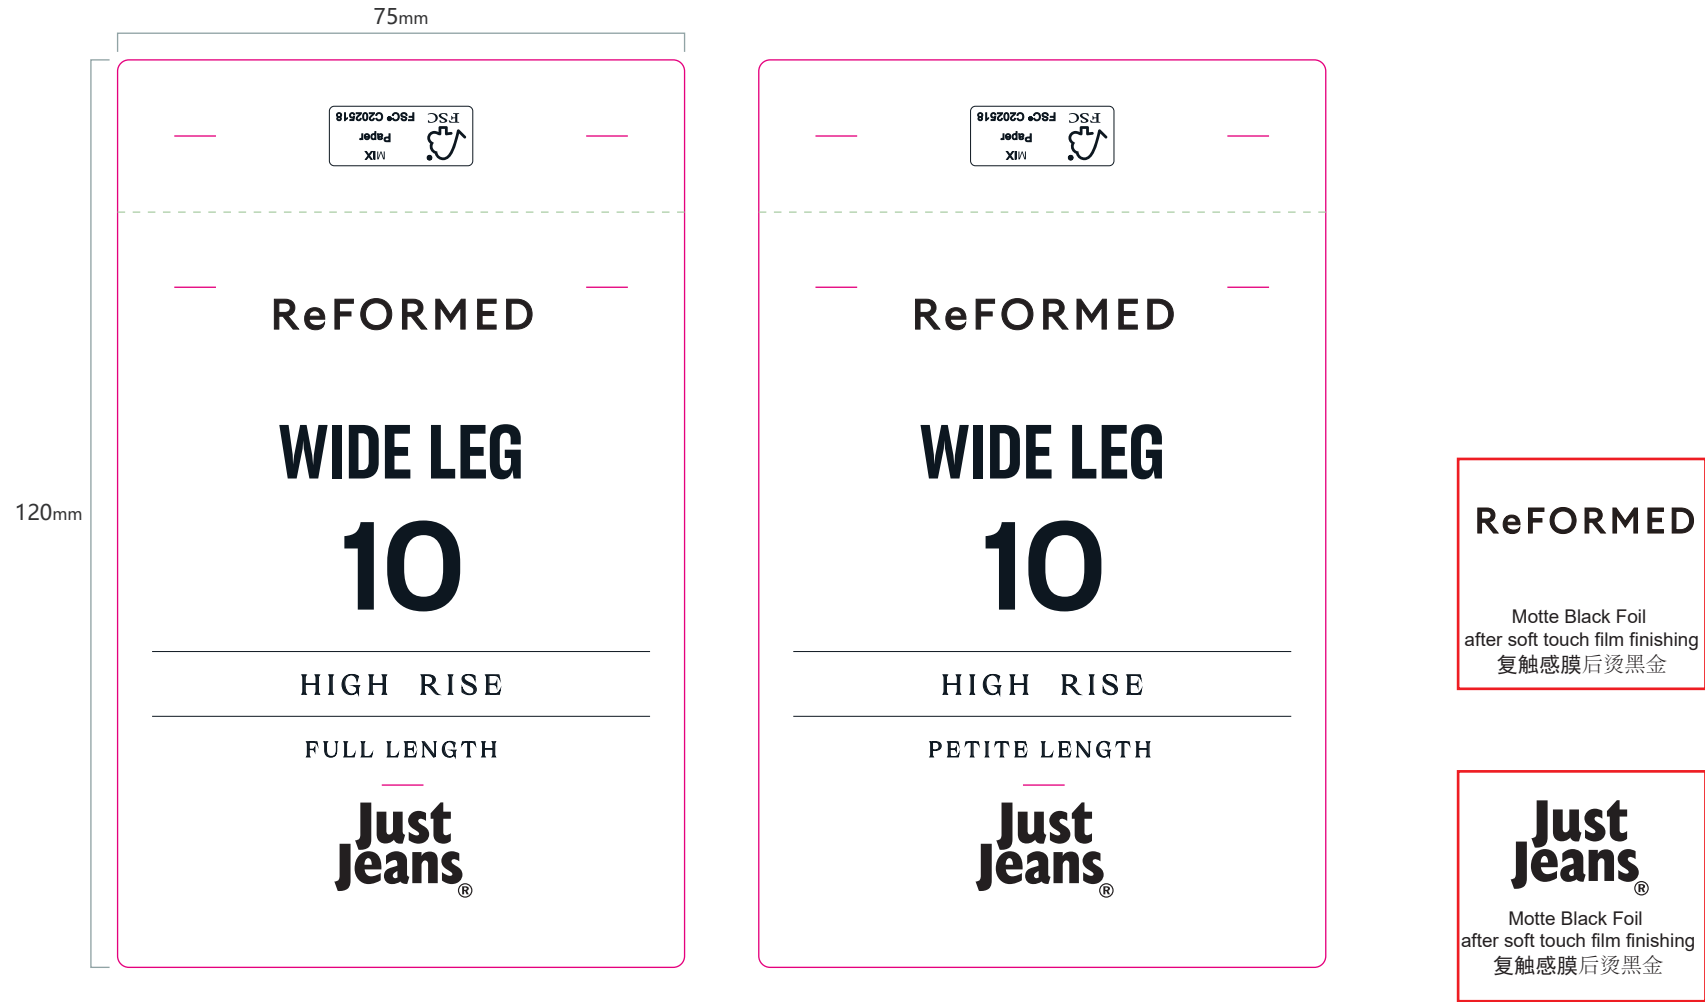 75mm
120mm
FSC
MIX
Paper
FSC® C202518
ReFORMED
WIDE LEG
10
HIGH RISE
FULL LENGTH
Just
Jeans®
FSC
MIX
Paper
FSC® C202518
ReFORMED
WIDE LEG
10
HIGH RISE
PETITE LENGTH
Just
Jeans®
ReFORMED
Motte Black Foil
after soft touch film finishing
复触感膜后烫黑金
Just
Jeans®
Motte Black Foil
after soft touch film finishing
复触感膜后烫黑金